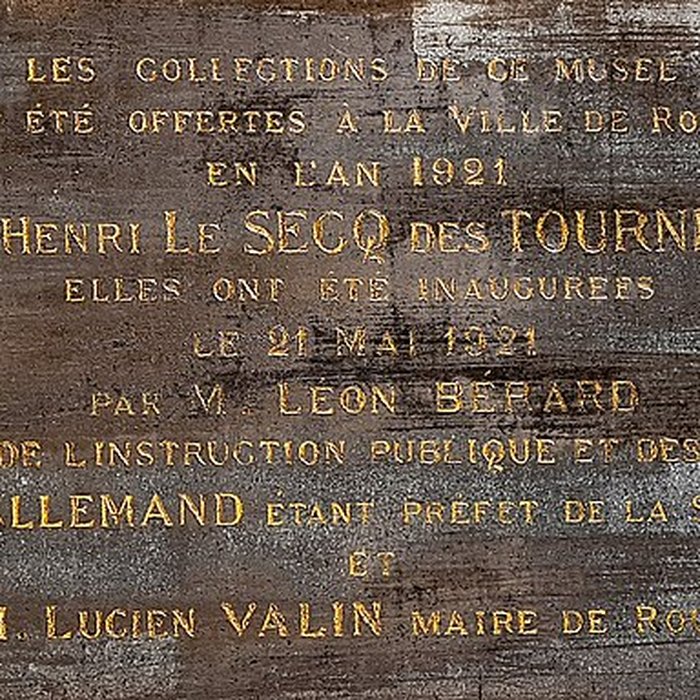 LES COLLECTIONS DE CE MUSEE
ÉTÉ OFFERTES À LA VILLE DE RO
EN L'AN 1921
HENRI LE SECQ DES TOURN
ELLES ONT ÉTÉ INAUGUREES
LE 21 MAI 1921
PAR M. LÉON BÉRARD
DE L'INSTRUCTION PUBLIQUE ET DES
LLEMAND ÉTANT PRÉFET DE LA
ET
M. LUCIEN VALIN MAIRE DE ROU